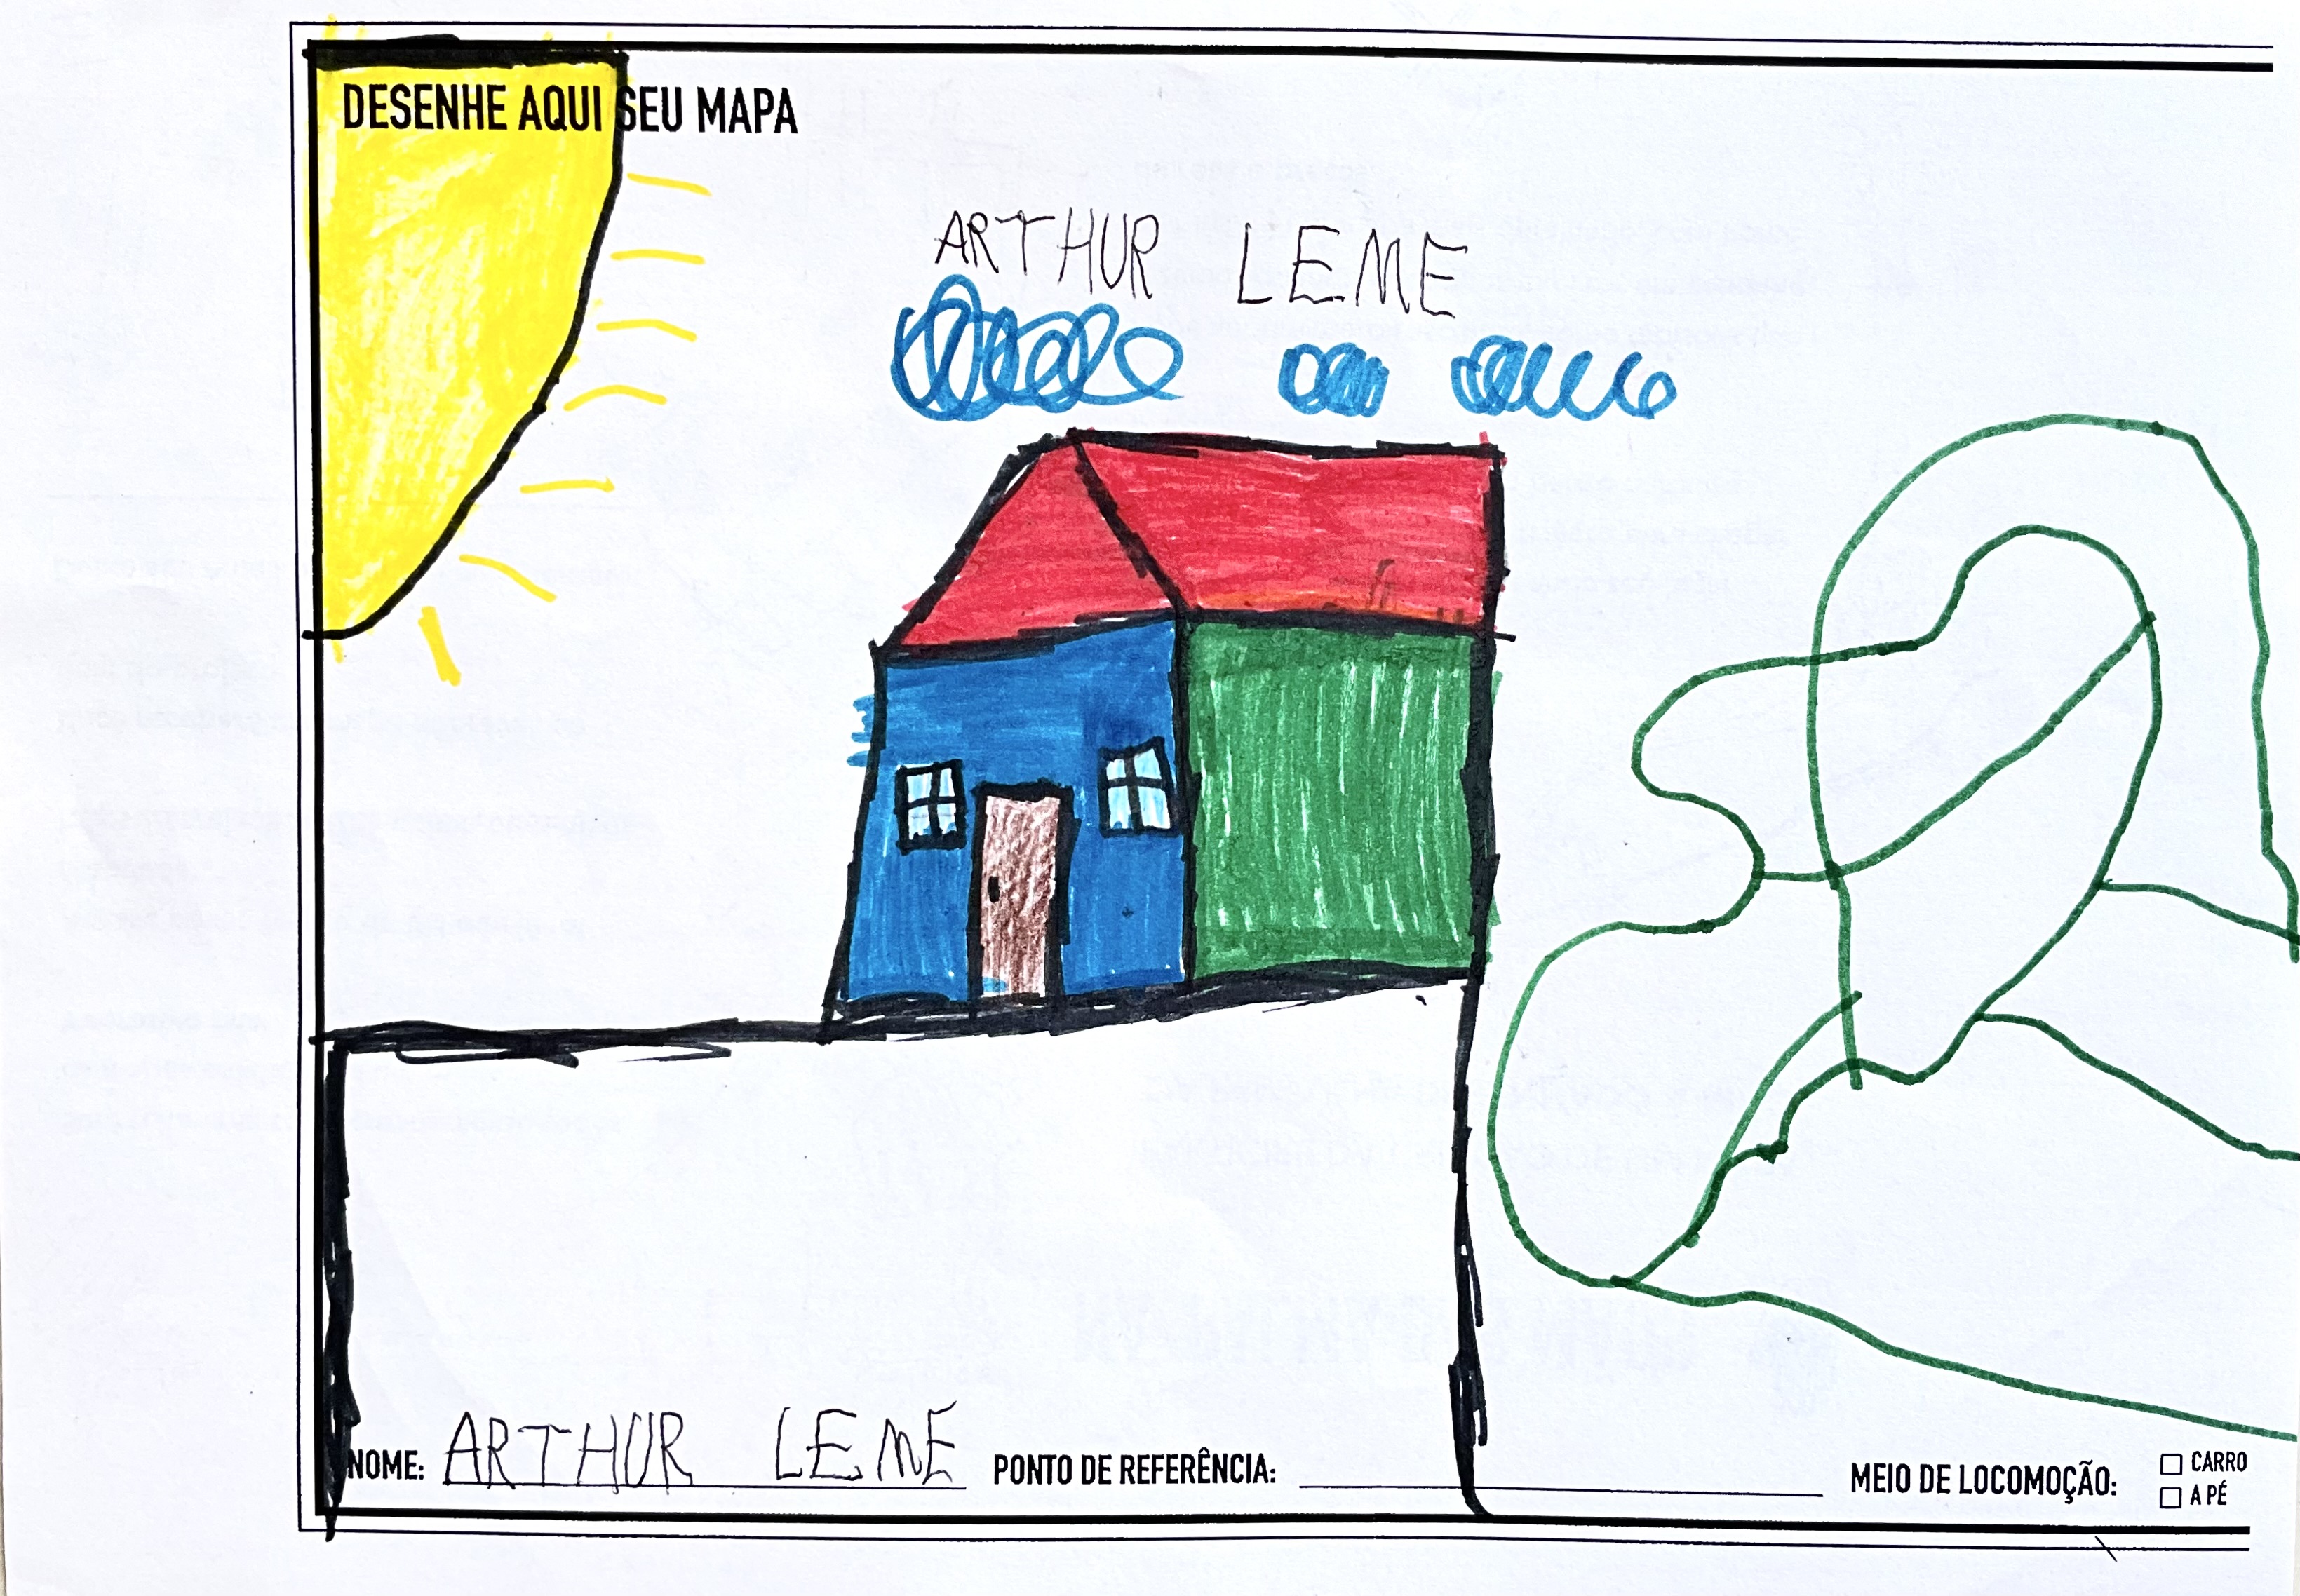 DESENHE AQUI SEU MAPA
ARTHUR LEME
NOME: ARTHUR LEME PONTO DE REFERÊNCIA: MEIO DE LOCOMOÇÃO: CARRO
A PÉ